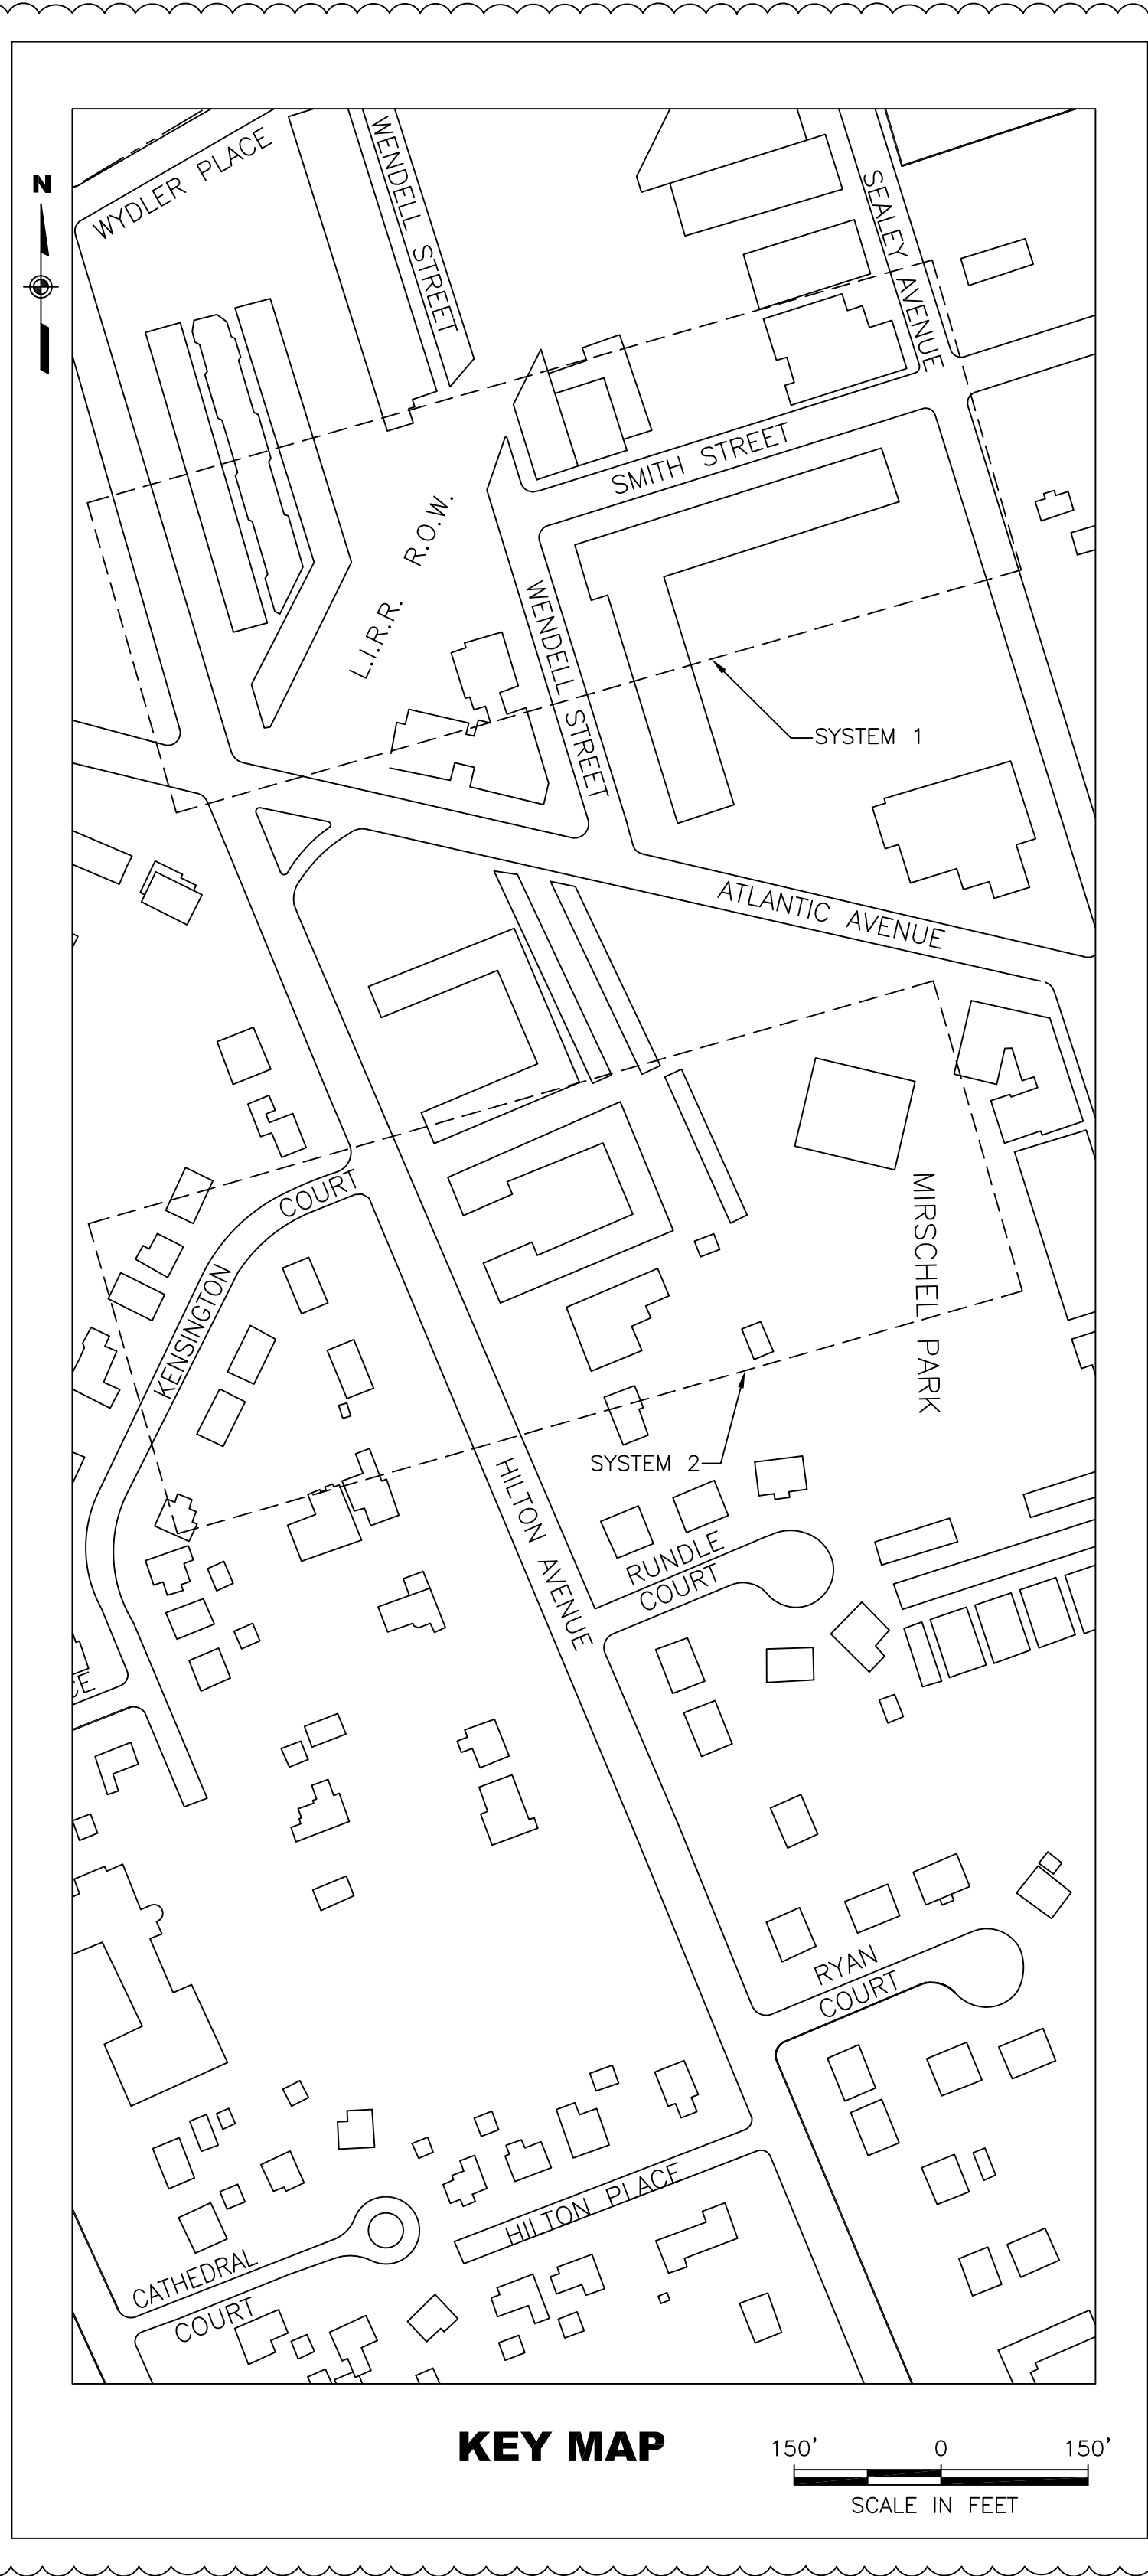 WYDLER PLACE
WENDELL STREET
SEALEY AVENUE
N
SMITH STREET
L.I.R.R. R.O.W.
WENDELL STREET
SYSTEM 1
ATLANTIC AVENUE
COURT
KENSINGTON
MIRSCHEL PARK
SYSTEM 2
HILTON AVENUE
RUNDLE
COURT
CE
RYAN
COURT
HILTON PLACE
CATHEDRAL
COURT
KEY MAP
150' 0 150'
SCALE IN FEET